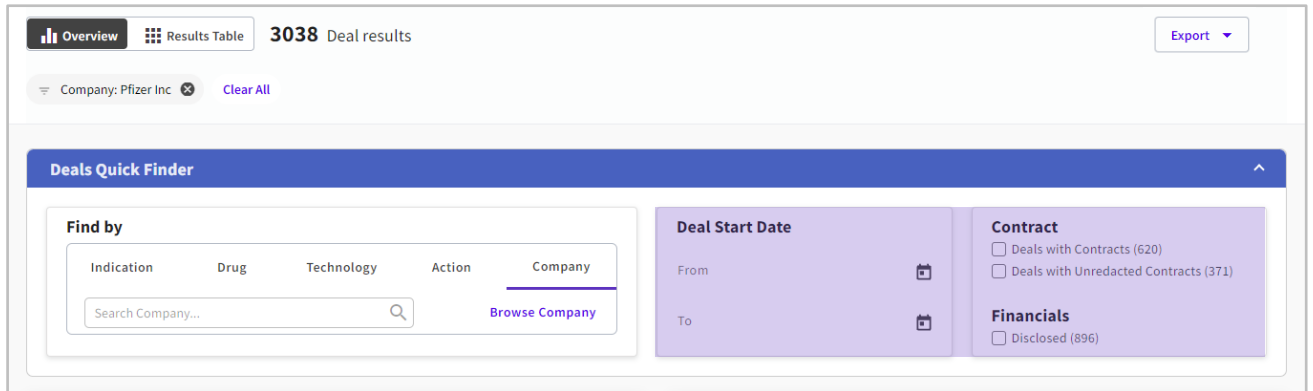 Overview Results Table 3038 Deal results Export
Company: Pfizer Inc Clear All
Deals Quick Finder
Find by
Indication Drug Technology Action Company
Search Company... Browse Company
Deal Start Date
From
To
Contract
Deals with Contracts (620)
Deals with Unredacted Contracts (371)
Financials
Disclosed (896)